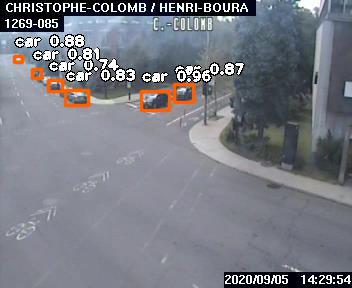 CHRISTOPHE-COLOMB / HENRI-BOURA
1269-085
C.-COLOMB
car 0.88
car 0.81
car 0.74
car 0.83
car 0.96
car 0.87
2020/09/05 14:29:54